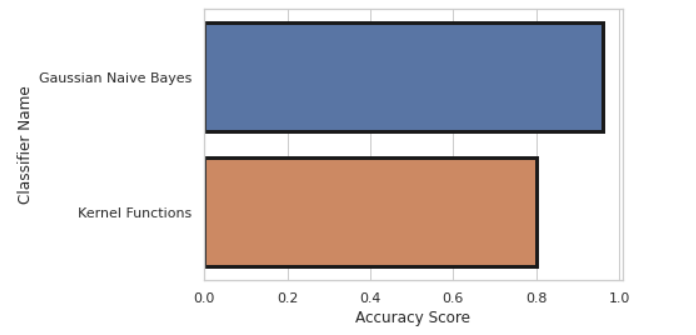 Classifier Name
Gaussian Naive Bayes
Kernel Functions
0.0 0.2 0.4 0.6 0.8 1.0
Accuracy Score